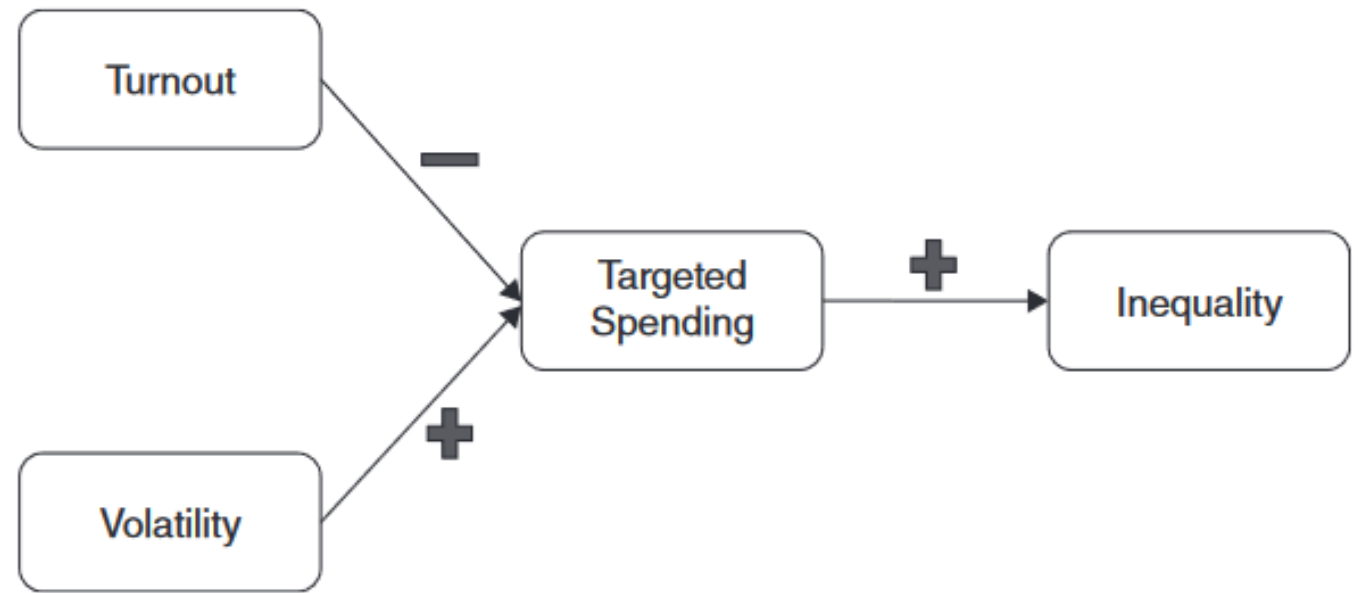 Turnout
Targeted
Spending
Inequality
Volatility